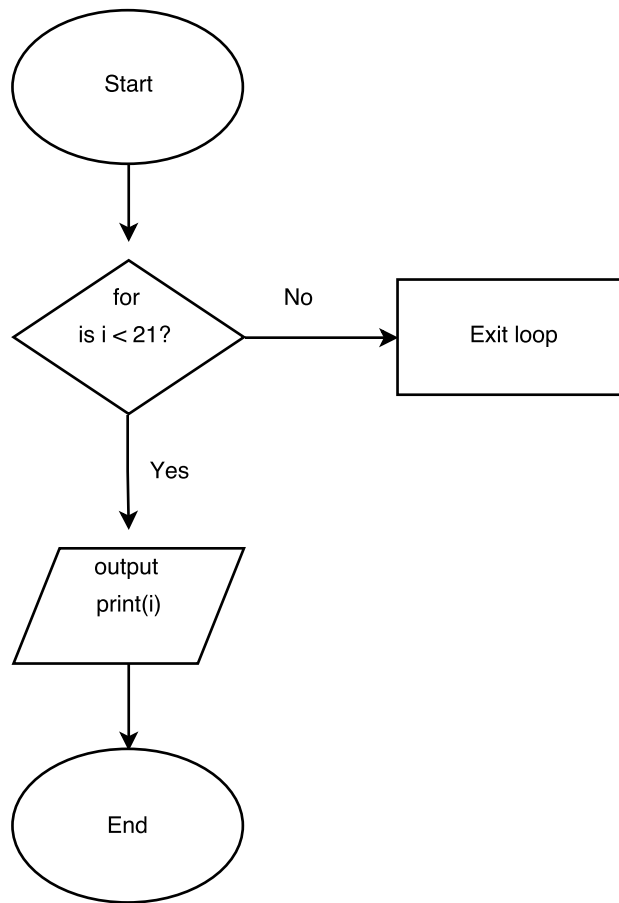 Start
for
is i < 21?
No
Exit loop
Yes
output
print(i)
End